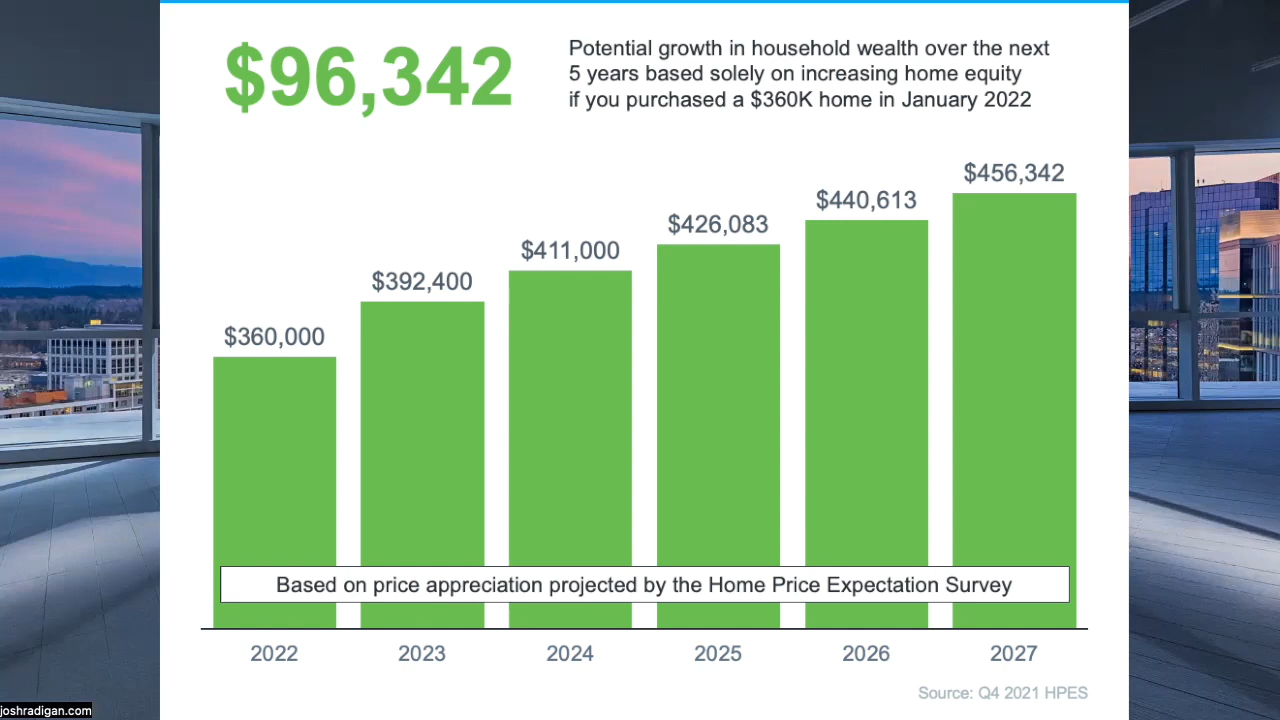 $96,342
Potential growth in household wealth over the next
5 years based solely on increasing home equity
if you purchased a $360K home in January 2022
$360,000
$392,400
$411,000
$426,083
$440,613
$456,342
Based on price appreciation projected by the Home Price Expectation Survey
2022 2023 2024 2025 2026 2027
Source: Q4 2021 HPES
joshradigan.com